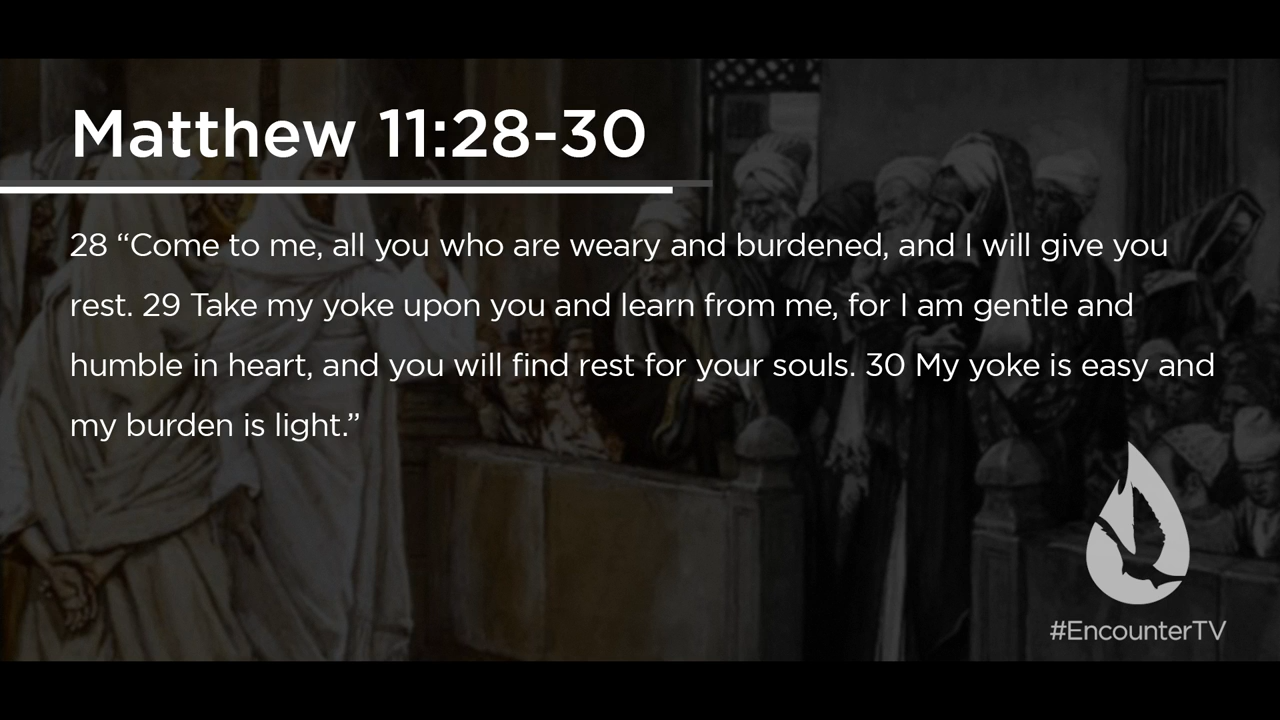 Matthew 11:28-30
28 “Come to me, all you who are weary and burdened, and I will give you
rest. 29 Take my yoke upon you and learn from me, for I am gentle and
humble in heart, and you will find rest for your souls. 30 My yoke is easy and
my burden is light.”
#EncounterTV